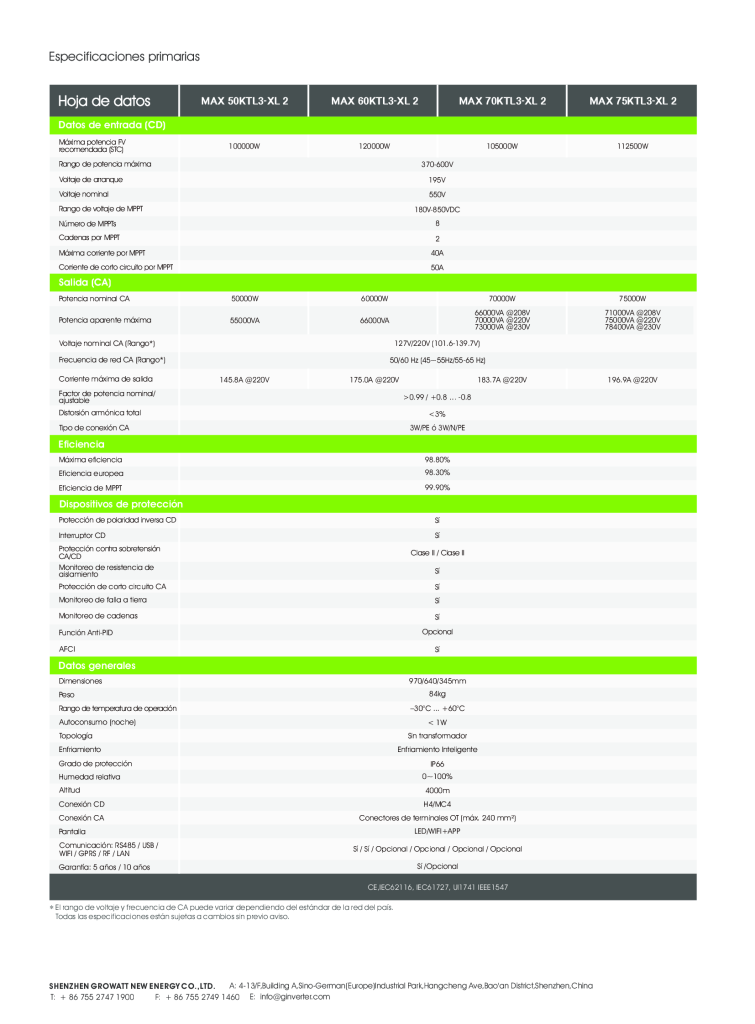 Especificaciones primarias
Hoja de datos MAX 50KTL3-XL 2 MAX 60KTL3-XL 2 MAX 70KTL3-XL 2 MAX 75KTL3-XL 2
Datos de entrada (CD)
Máxima potencia FV
recomendada (STC) 100000W 120000W 105000W 112500W
Rango de potencia máxima 370-600V
Voltaje de arranque 195V
Voltaje nominal 550V
Rango de voltaje de MPPT 180V-850VDC
Número de MPPTs 8
Cadenas por MPPT 2
Máxima corriente por MPPT 40A
Corriente de corto circuito por MPPT 50A
Salida (CA)
Potencia nominal CA 50000W 60000W 70000W 75000W
66000VA @208V 71000VA @208V
Potencia aparente máxima 55000VA 66000VA 70000VA @220V 75000VA @220V
73000VA @230V 78400VA @230V
Voltaje nominal CA (Rango*) 127V/220V (101.6-139.7V)
Frecuencia de red CA (Rango*) 50/60 Hz (45~55Hz/55-65 Hz)
Corriente máxima de salida 145.8A @220V 175.0A @220V 183.7A @220V 196.9A @220V
Factor de potencia nominal/
ajustable >0.99 / +0.8 ... -0.8
Distorsión armónica total <3%
Tipo de conexión CA 3W/PE ó 3W/N/PE
Eficiencia
Máxima eficiencia 98.80%
Eficiencia europea 98.30%
Eficiencia de MPPT 99.90%
Dispositivos de protección
Protección de polaridad inversa CD Sí
Interruptor CD Sí
Protección contra sobretensión
CA/CD Clase II / Clase II
Monitoreo de resistencia de
aislamiento Sí
Protección de corto circuito CA Sí
Monitoreo de falla a tierra Sí
Monitoreo de cadenas Sí
Función Anti-PID Opcional
AFCI Sí
Datos generales
Dimensiones 970/640/345mm
Peso 84kg
Rango de temperatura de operación –30°C ... +60°C
Autoconsumo (noche) < 1W
Topología Sin transformador
Enfriamiento Enfriamiento Inteligente
Grado de protección IP66
Humedad relativa 0~100%
Altitud 4000m
Conexión CD H4/MC4
Conexión CA Conectores de terminales OT (máx. 240 mm²)
Pantalla LED/WIFI+APP
Comunicación: RS485 / USB /
WIFI / GPRS / RF / LAN Sí / Sí / Opcional / Opcional / Opcional / Opcional
Garantía: 5 años / 10 años Sí /Opcional
CE,IEC62116, IEC61727, Ul1741 IEEE1547
* El rango de voltaje y frecuencia de CA puede variar dependiendo del estándar de la red del país.
Todas las especificaciones están sujetas a cambios sin previo aviso.
SHENZHEN GROWATT NEW ENERGY CO.,LTD. A: 4-13/F,Building A,Sino-German(Europe)Industrial Park,Hangcheng Ave,Bao'an District,Shenzhen,China
T: + 86 755 2747 1900 F: + 86 755 2749 1460 E: info@ginverter.com